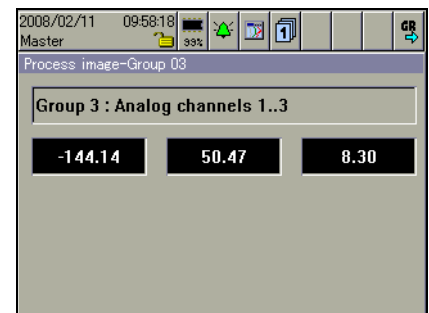 2008/02/11 09:58:18
Master
99%
1
GR
Process image-Group 03
Group 3 : Analog channels 1..3
-144.14 50.47 8.30